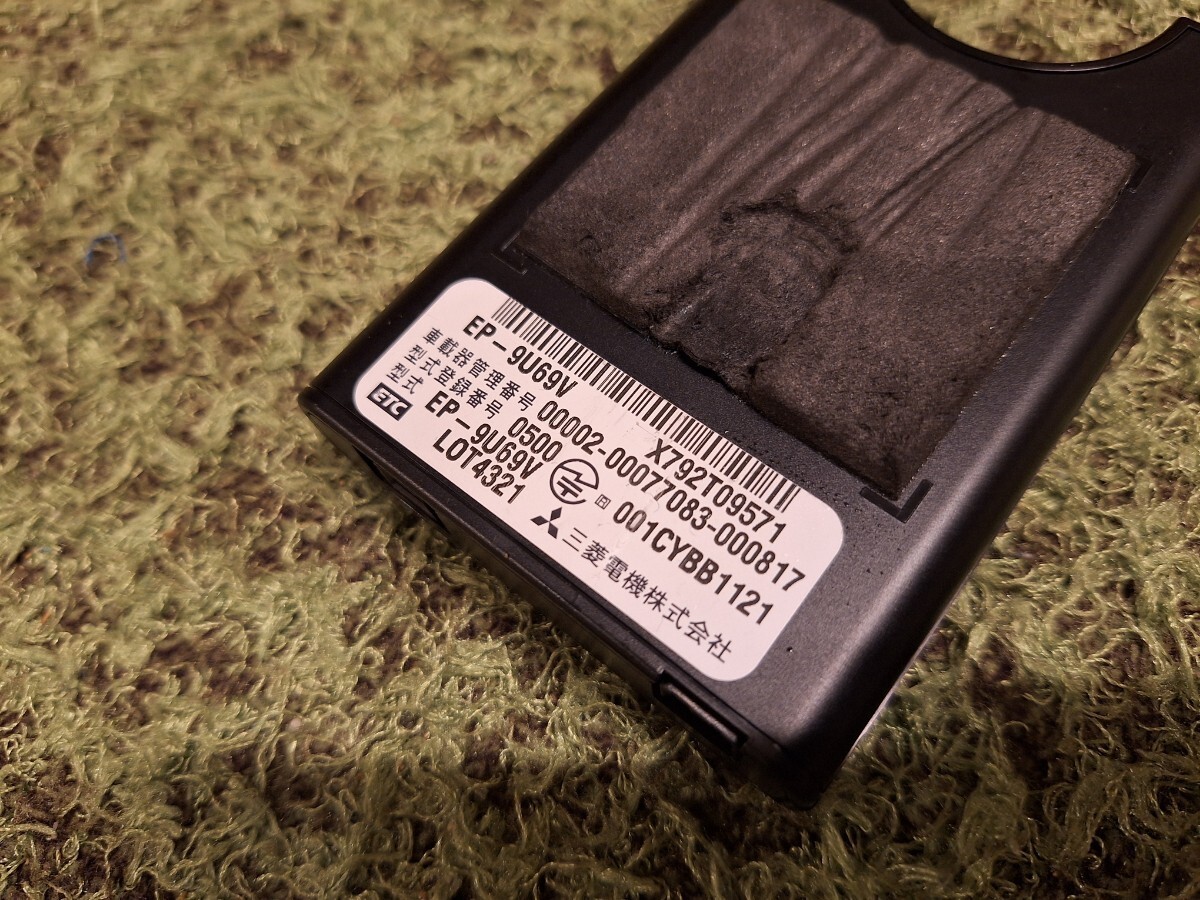 EP-9U69V X792T09571
車載器管理番号 00002-00077083-000817
型式登録番号 0500 001CYBB1121
型式 EP-9U69V
ETC LOT4321 三菱電機株式会社